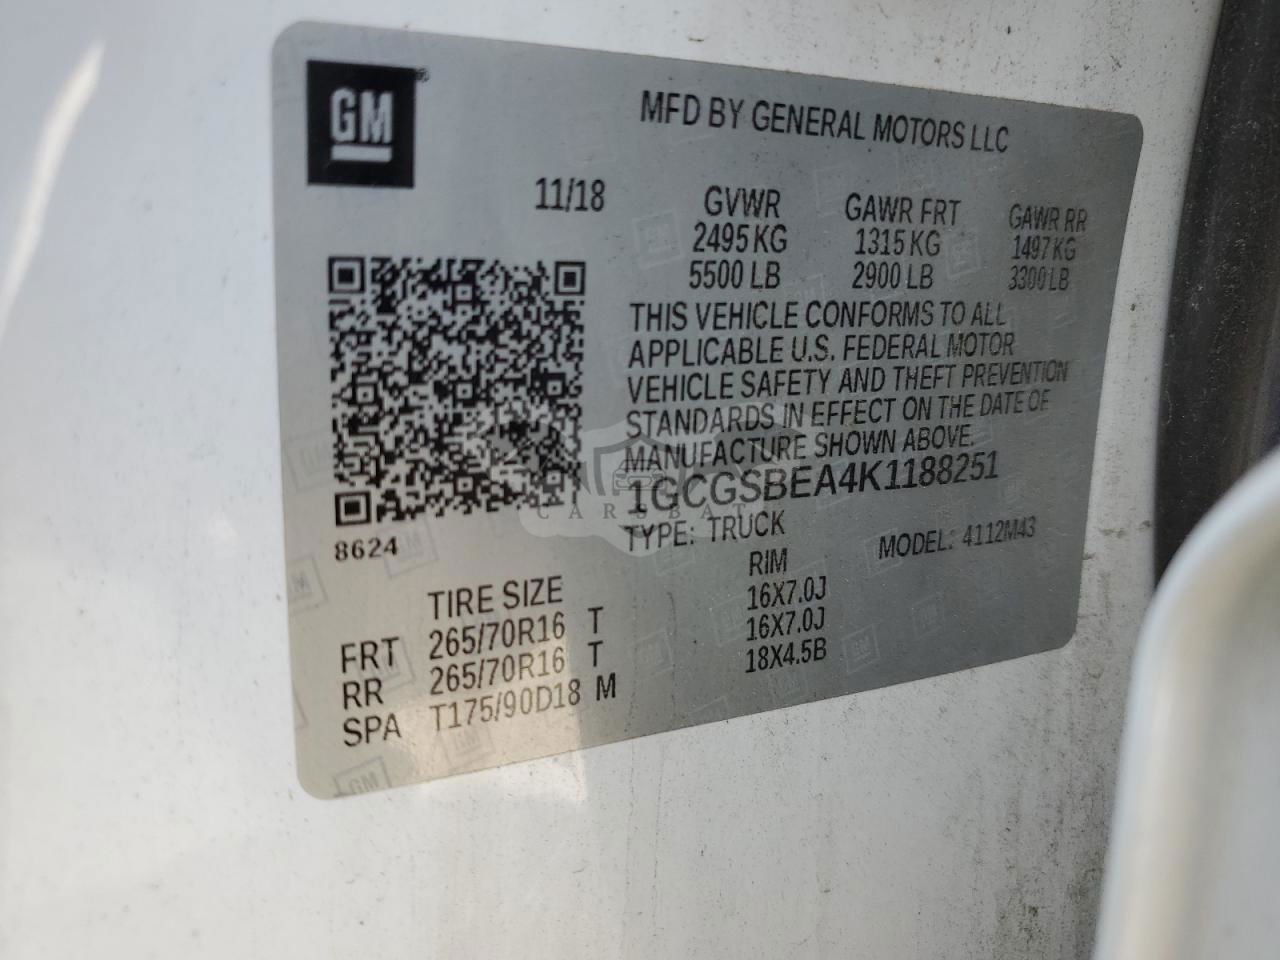 GM
MFD BY GENERAL MOTORS LLC
11/18 GVWR GAWR FRT GAWR RR
2495 KG 1315 KG 1497 KG
5500 LB 2900 LB 3300 LB
THIS VEHICLE CONFORMS TO ALL
APPLICABLE U.S. FEDERAL MOTOR
VEHICLE SAFETY AND THEFT PREVENTION
STANDARDS IN EFFECT ON THE DATE OF
MANUFACTURE SHOWN ABOVE.
1GCGSBEA4K1188251
CARSBAT
8624
TYPE: TRUCK MODEL: 4112M43
TIRE SIZE RIM
FRT 265/70R16 T 16X7.0J
RR 265/70R16 T 16X7.0J
SPA T175/90D18 M 18X4.5B
GM